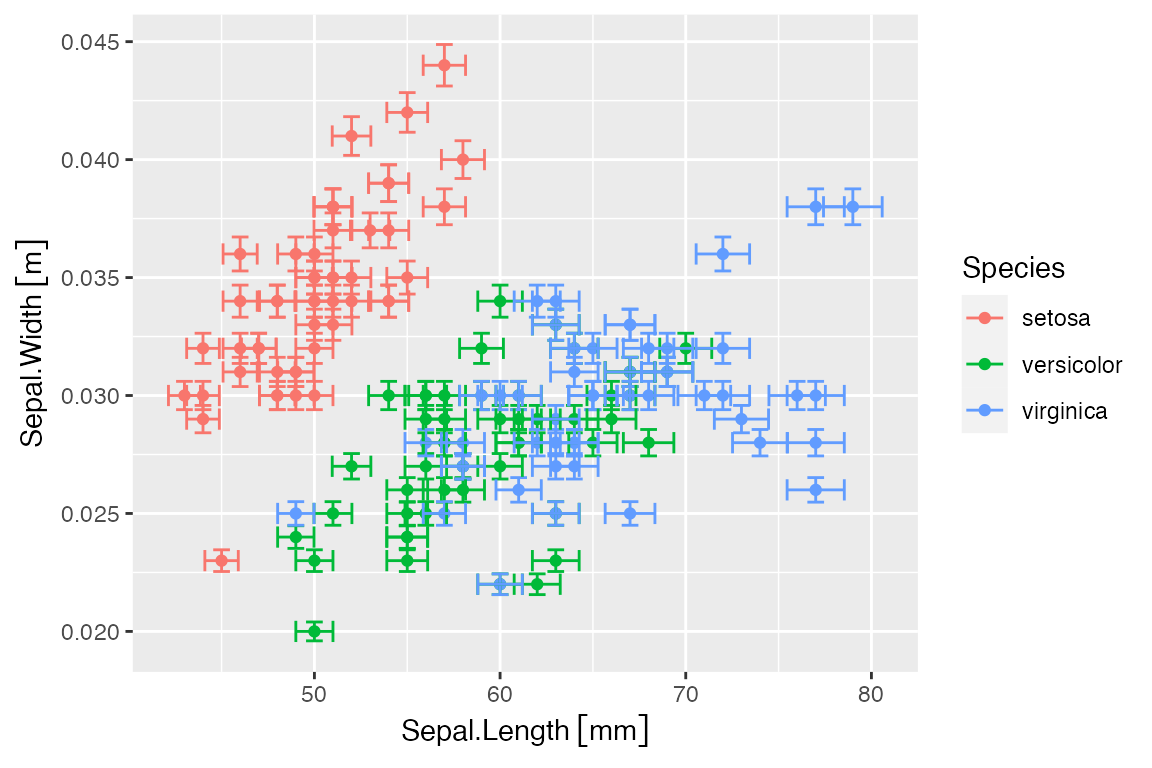 0.045
0.040
0.035
0.030
0.025
0.020
Sepal.Width [m]
50 60 70 80
Sepal.Length [mm]
Species
setosa
versicolor
virginica